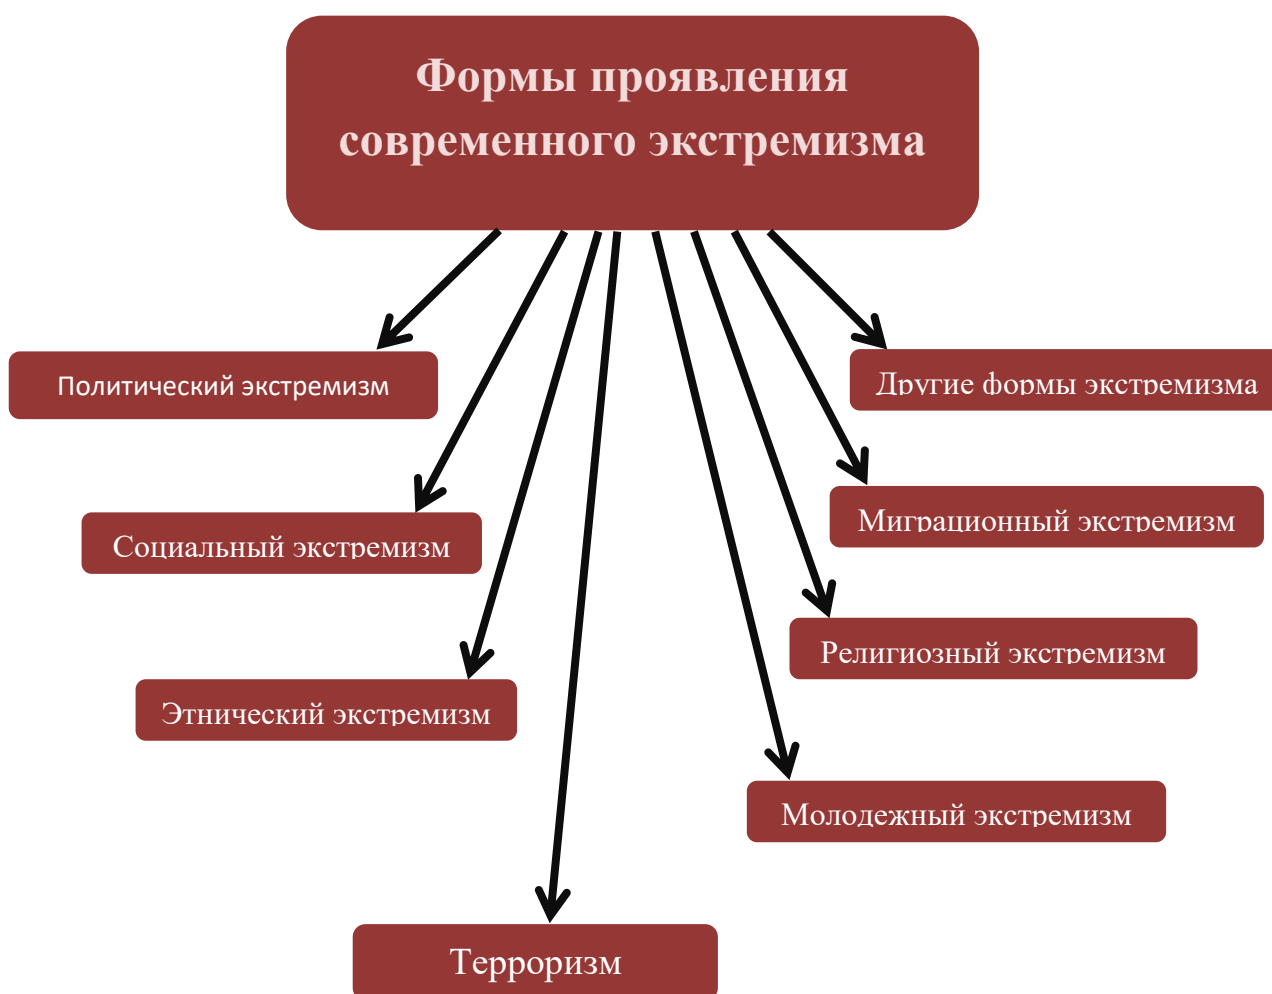 Формы проявления
современного экстремизма
Политический экстремизм
Другие формы экстремизма
Социальный экстремизм
Миграционный экстремизм
Религиозный экстремизм
Этнический экстремизм
Молодежный экстремизм
Терроризм